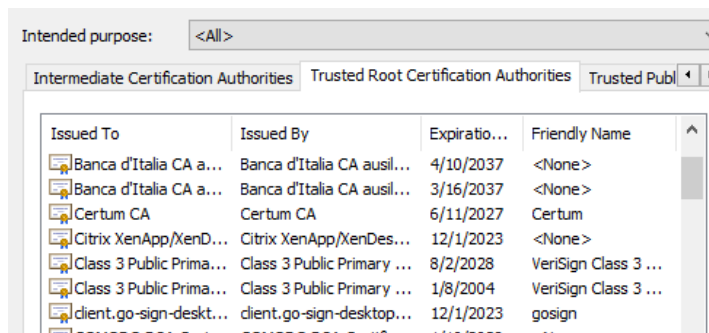 Intended purpose: <All>
Intermediate Certification Authorities Trusted Root Certification Authorities Trusted Publ
Issued To Issued By Expiratio... Friendly Name
Banca d'Italia CA a... Banca d'Italia CA ausil... 4/10/2037 <None>
Banca d'Italia CA a... Banca d'Italia CA ausil... 3/16/2037 <None>
Certum CA Certum CA 6/11/2027 Certum
Citrix XenApp/XenD... Citrix XenApp/XenDes... 12/1/2023 <None>
Class 3 Public Prima... Class 3 Public Primary ... 8/2/2028 VeriSign Class 3 ...
Class 3 Public Prima... Class 3 Public Primary ... 1/8/2004 VeriSign Class 3 ...
client.go-sign-deskt... client.go-sign-desktop... 12/1/2023 gosign